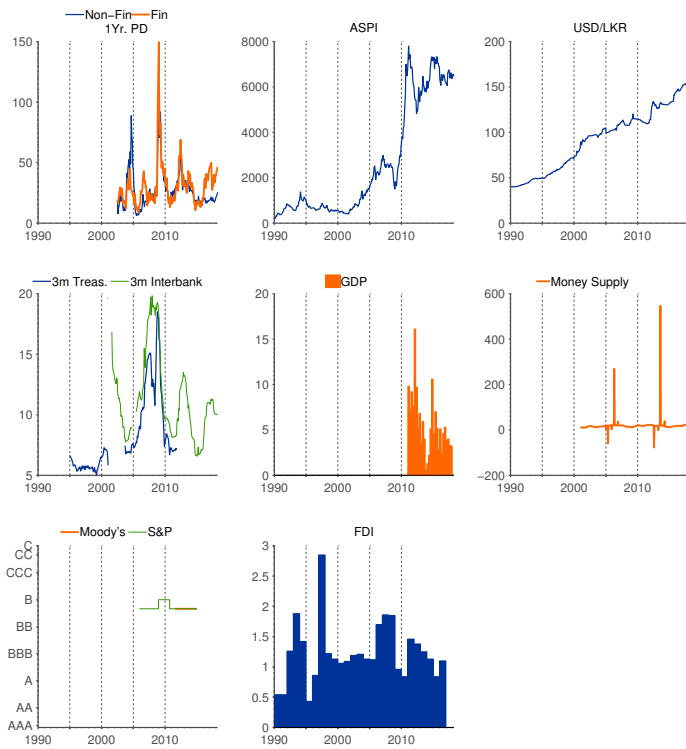 Non−Fin Fin
1Yr. PD
150
100
50
0
1990 2000 2010
ASPI
8000
6000
4000
2000
0
1990 2000 2010
USD/LKR
200
150
100
50
0
1990 2000 2010
3m Treas. 3m Interbank
20
15
10
5
1990 2000 2010
GDP
20
15
10
5
0
1990 2000 2010
Money Supply
600
400
200
0
−200
1990 2000 2010
Moody's S&P
C
CC
CCC
B
BB
BBB
A
AA
AAA
1990 2000 2010
FDI
3
2.5
2
1.5
1
0.5
0
1990 2000 2010